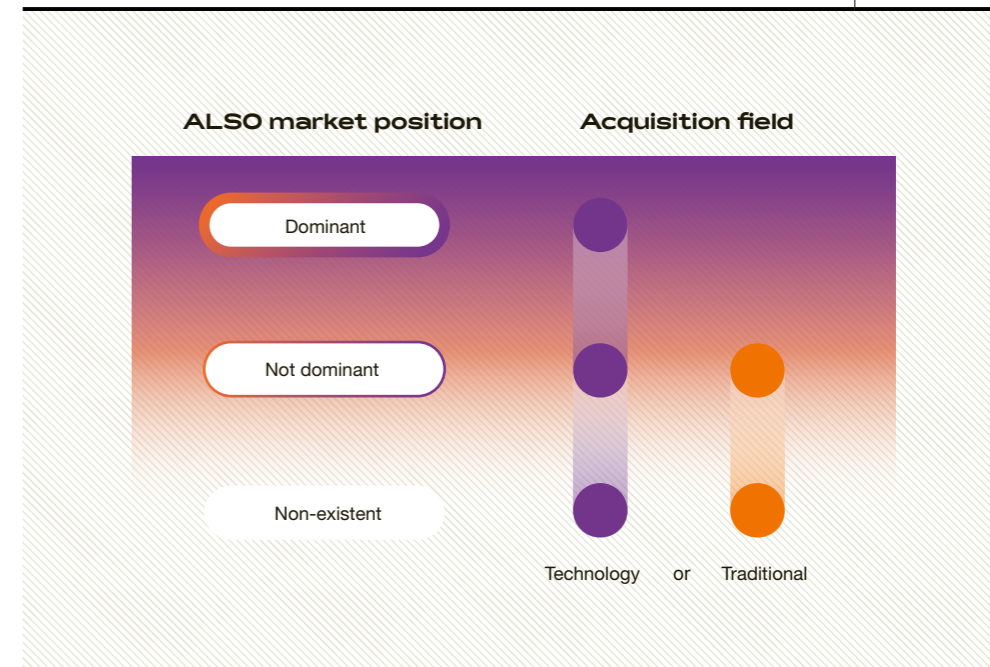 ALSO market position
Acquisition field
Dominant
Not dominant
Non-existent
Technology or Traditional